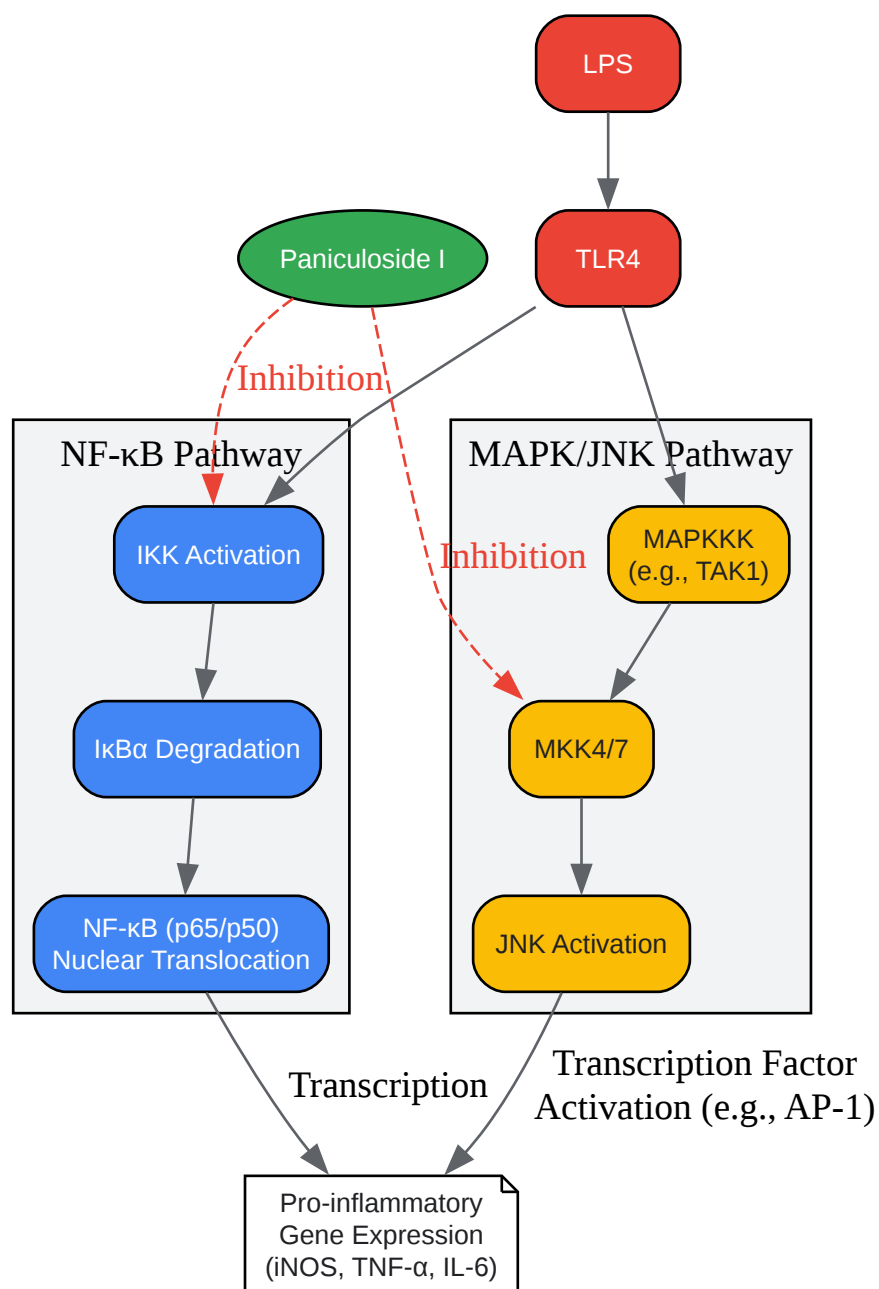 LPS
Paniculoside I
TLR4
Inhibition
NF-κB Pathway
MAPK/JNK Pathway
IKK Activation
Inhibition
MAPKKK
(e.g., TAK1)
IκBα Degradation
MKK4/7
NF-κB (p65/p50)
Nuclear Translocation
JNK Activation
Transcription
Transcription Factor
Activation (e.g., AP-1)
Pro-inflammatory
Gene Expression
(iNOS, TNF-α, IL-6)